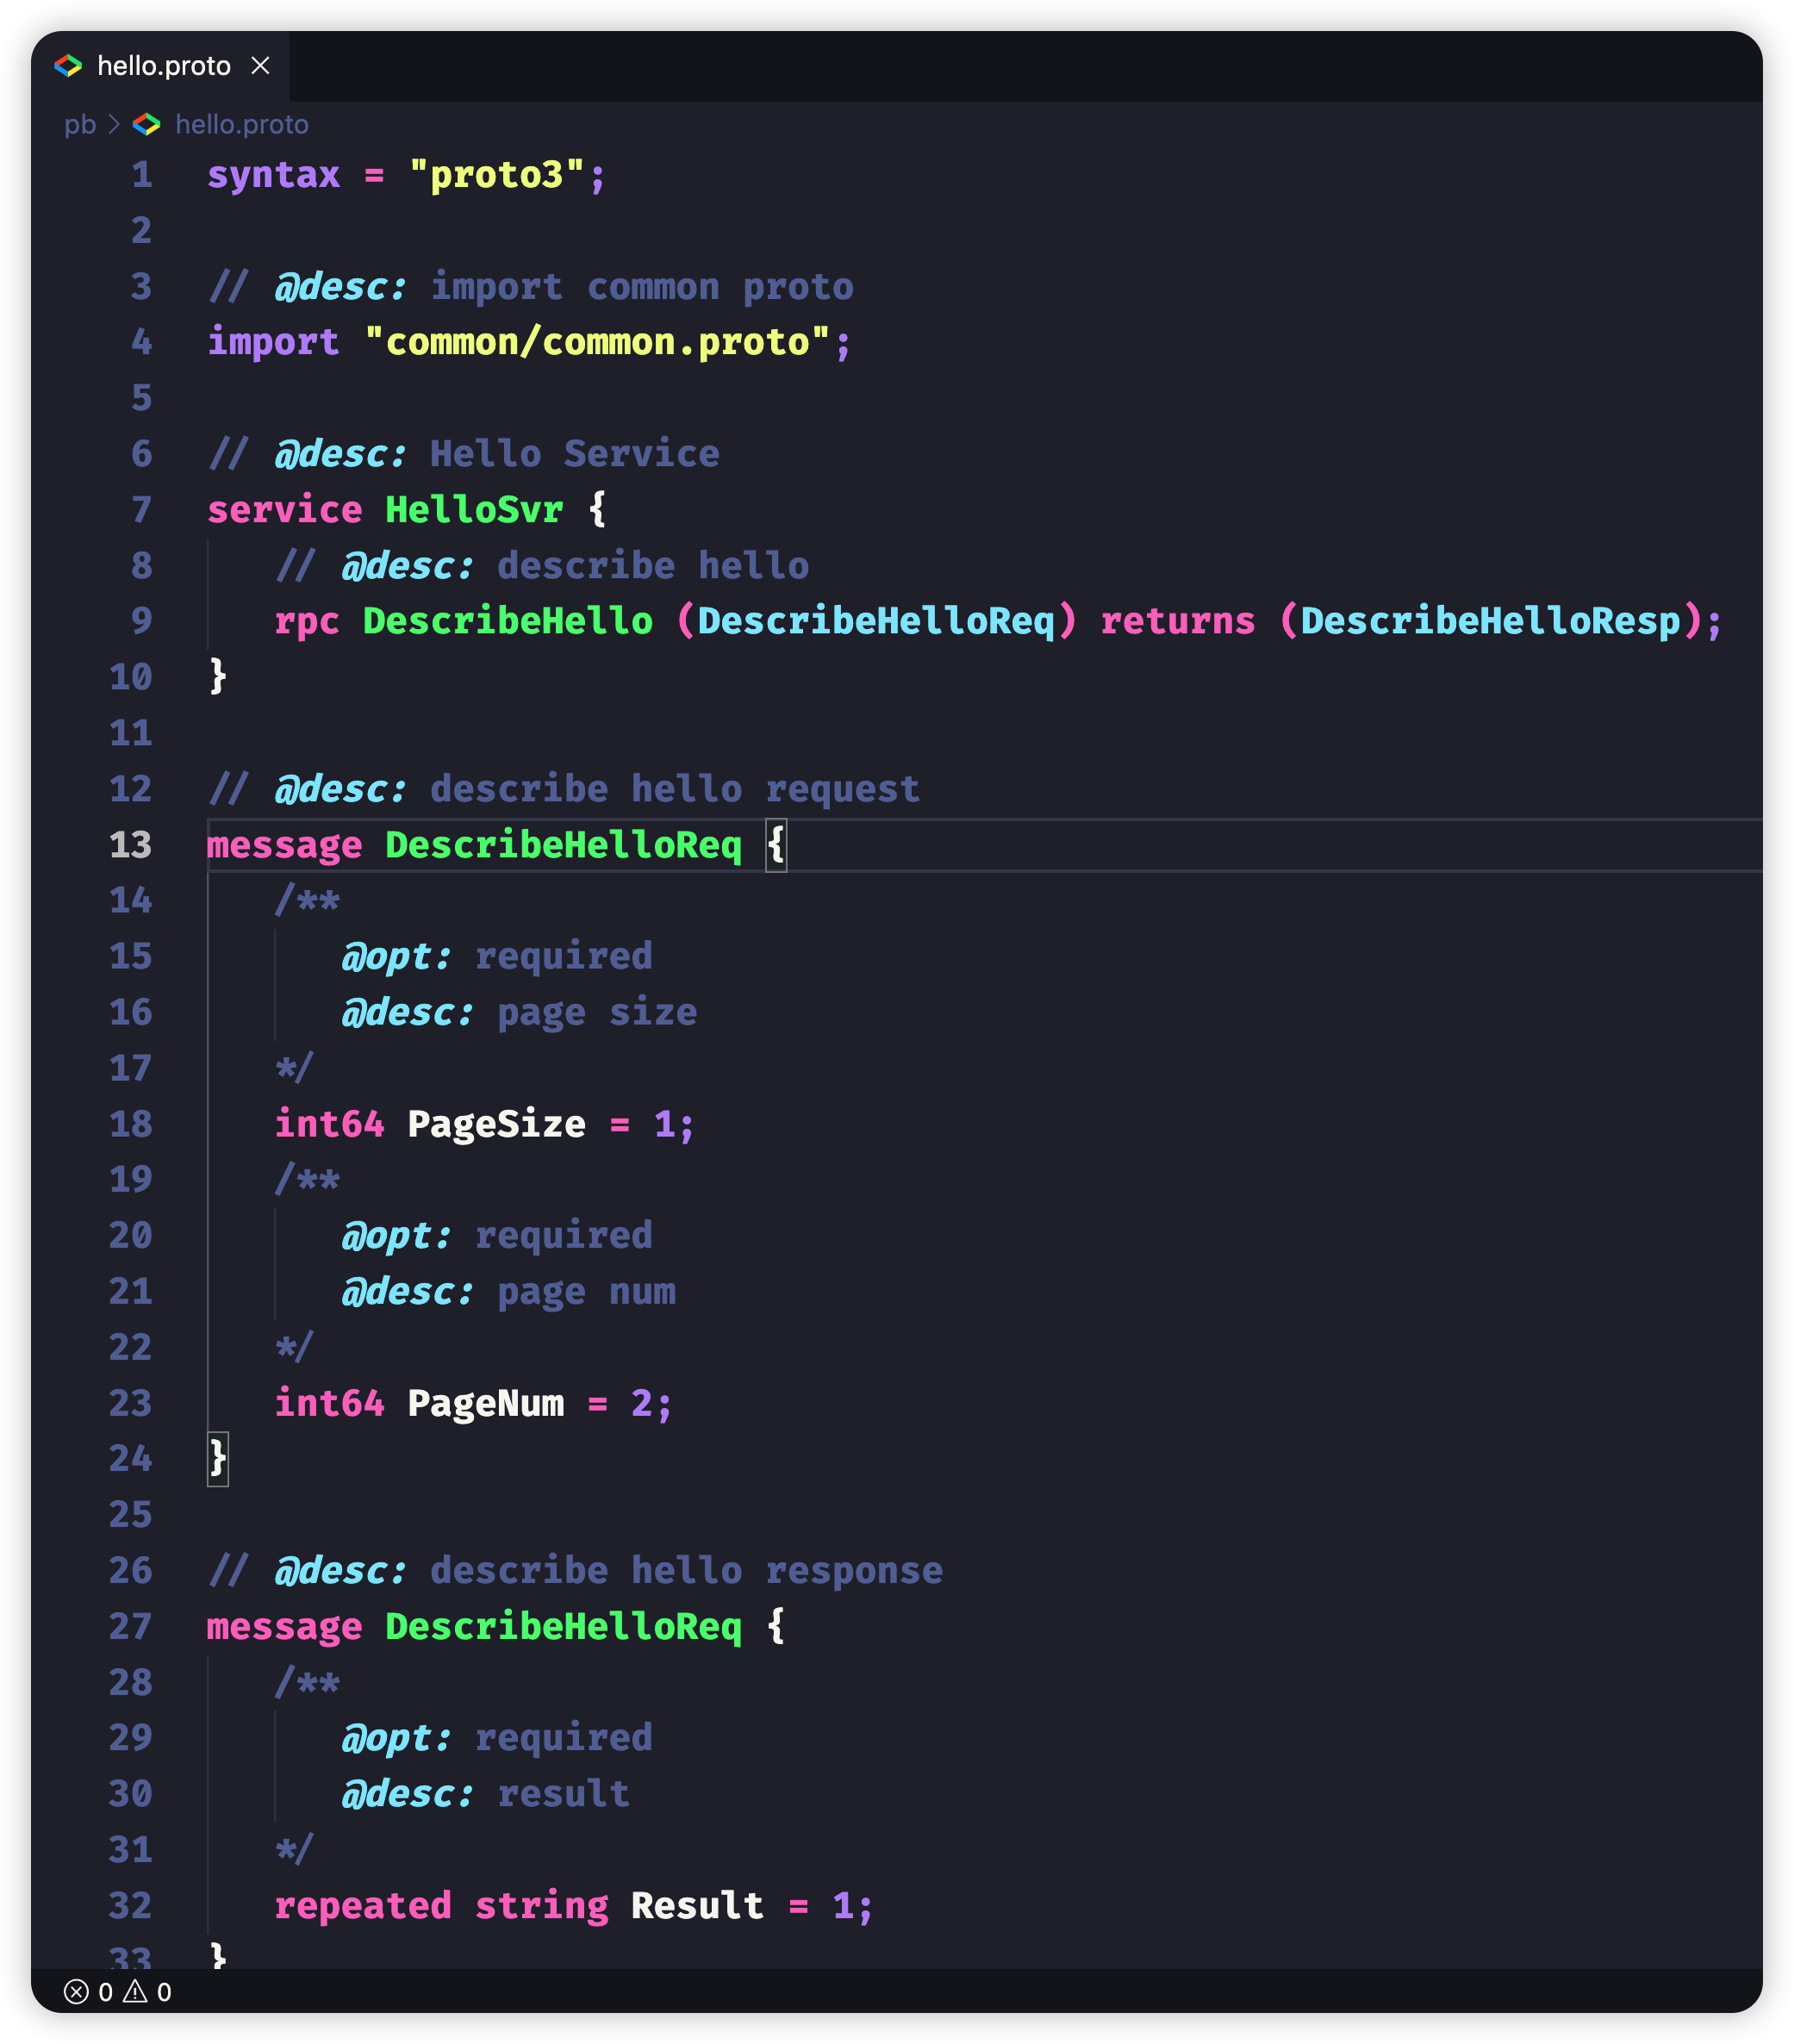 hello.proto
pb > hello.proto
1 syntax = "proto3";
2
3 // @desc: import common proto
4 import "common/common.proto";
5
6 // @desc: Hello Service
7 service HelloSvr {
8 // @desc: describe hello
9 rpc DescribeHello (DescribeHelloReq) returns (DescribeHelloResp);
10 }
11
12 // @desc: describe hello request
13 message DescribeHelloReq {
14 /**
15 @opt: required
16 @desc: page size
17 */
18 int64 PageSize = 1;
19 /**
20 @opt: required
21 @desc: page num
22 */
23 int64 PageNum = 2;
24 }
25
26 // @desc: describe hello response
27 message DescribeHelloReq {
28 /**
29 @opt: required
30 @desc: result
31 */
32 repeated string Result = 1;
33 }
0 0